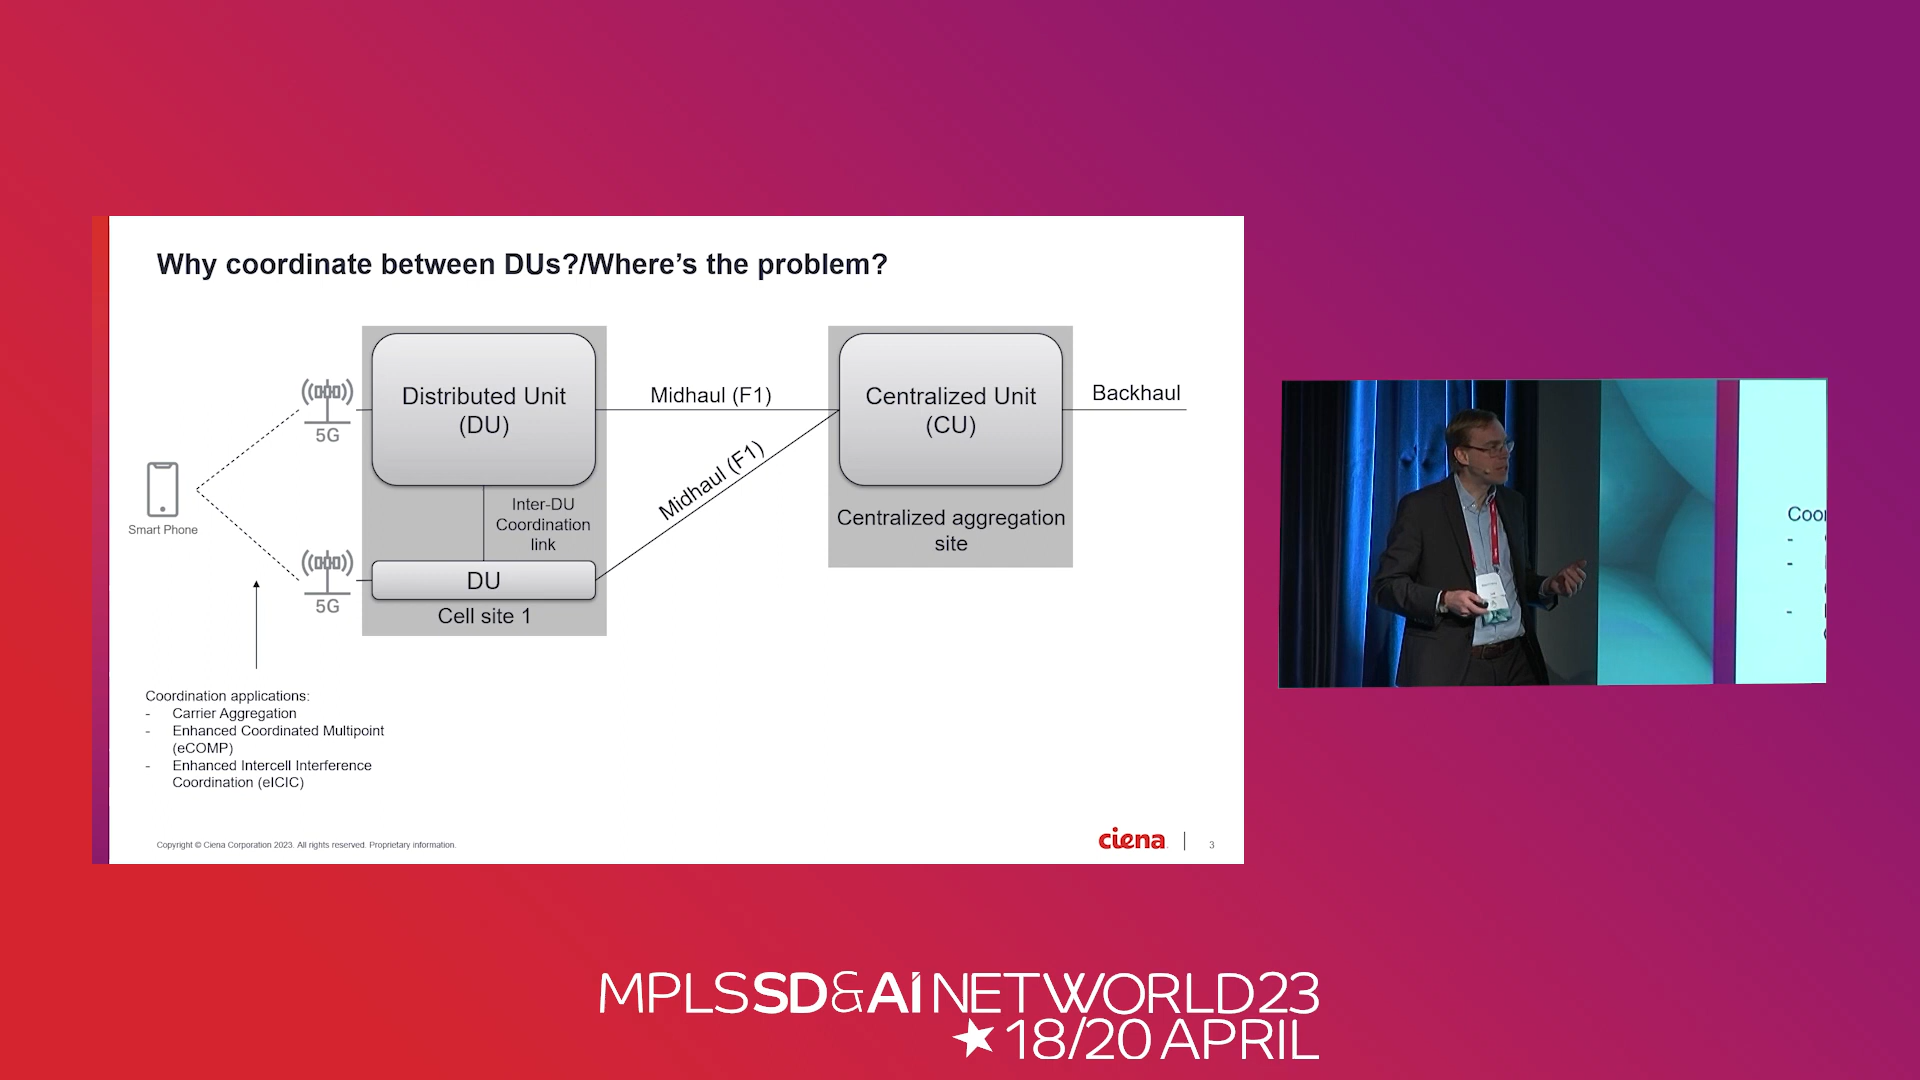 Why coordinate between DUs?/Where's the problem?
5G
Distributed Unit
(DU)
Midhaul (F1)
Centralized Unit
(CU)
Backhaul
Midhaul (F1)
Smart Phone
Inter-DU
Coordination
link
Centralized aggregation
site
5G
DU
Cell site 1
Coordination applications:
- Carrier Aggregation
- Enhanced Coordinated Multipoint
(eCOMP)
- Enhanced Intercell Interference
Coordination (eICIC)
Copyright © Ciena Corporation 2023. All rights reserved. Proprietary information.
ciena
3
Coor
-
-
-
MPLS SD&AI NET WORLD23
18/20 APRIL